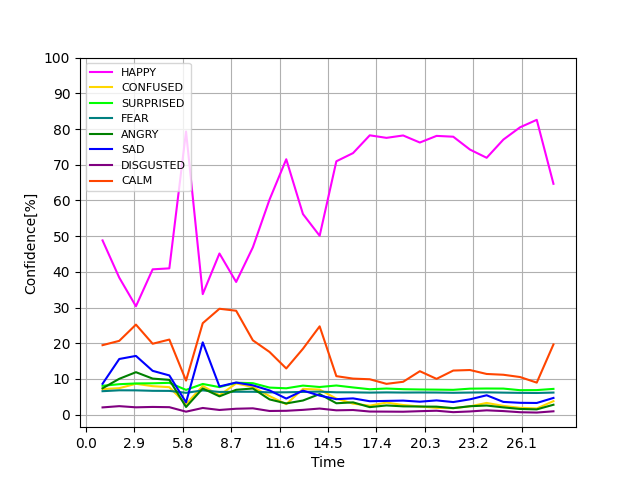 100
90
80
70
60
50
40
30
20
10
0
Confidence[%]
HAPPY
CONFUSED
SURPRISED
FEAR
ANGRY
SAD
DISGUSTED
CALM
0.0 2.9 5.8 8.7 11.6 14.5 17.4 20.3 23.2 26.1
Time